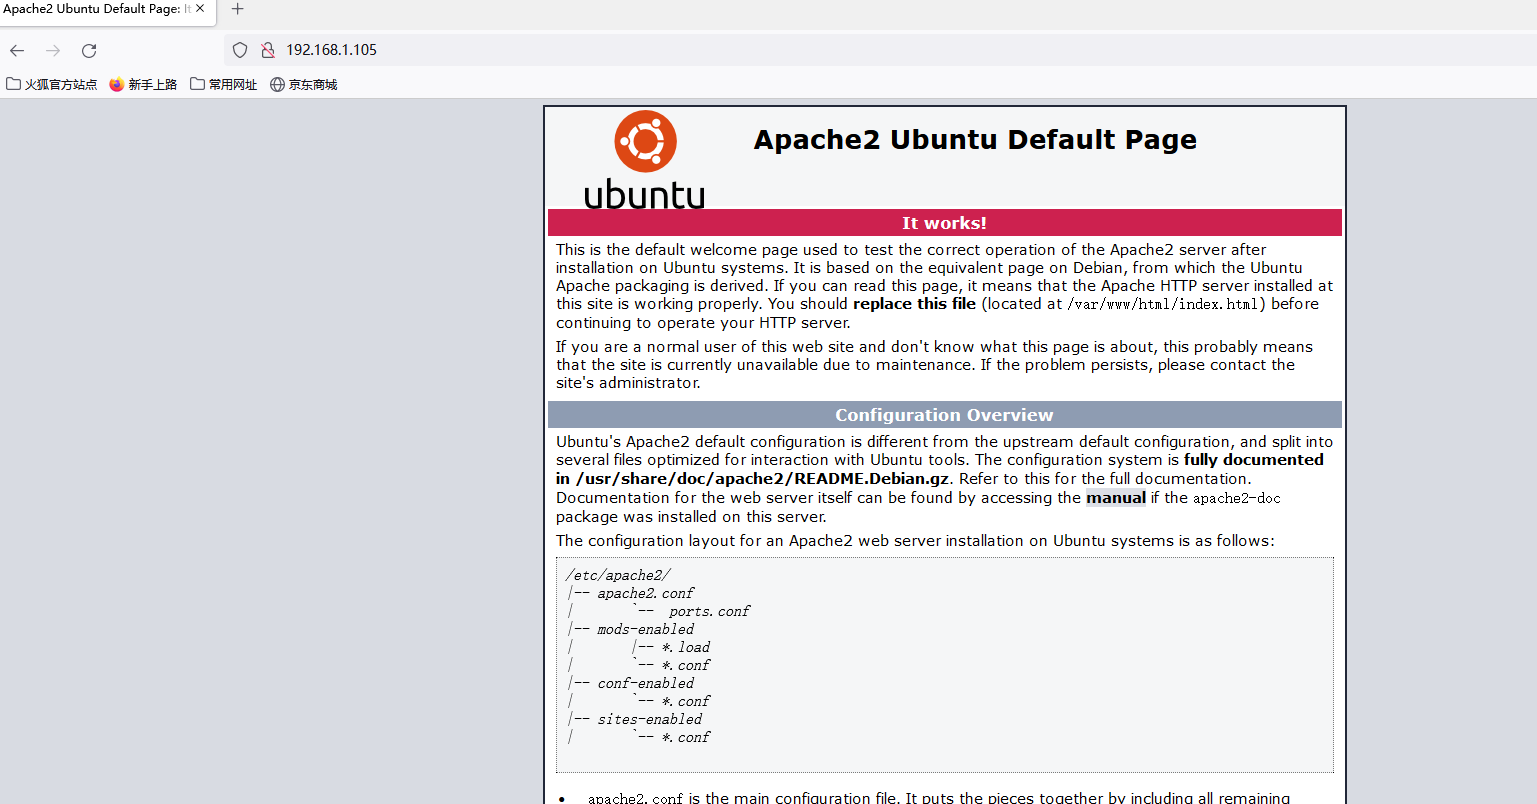 Apache2 Ubuntu Default Page: It
192.168.1.105
火狐官方站点 新手上路 常用网址 京东商城
ubuntu
Apache2 Ubuntu Default Page
It works!
This is the default welcome page used to test the correct operation of the Apache2 server after
installation on Ubuntu systems. It is based on the equivalent page on Debian, from which the Ubuntu
Apache packaging is derived. If you can read this page, it means that the Apache HTTP server installed at
this site is working properly. You should replace this file (located at /var/www/html/index.html) before
continuing to operate your HTTP server.
If you are a normal user of this web site and don't know what this page is about, this probably means
that the site is currently unavailable due to maintenance. If the problem persists, please contact the
site's administrator.
Configuration Overview
Ubuntu's Apache2 default configuration is different from the upstream default configuration, and split into
several files optimized for interaction with Ubuntu tools. The configuration system is fully documented
in /usr/share/doc/apache2/README.Debian.gz. Refer to this for the full documentation.
Documentation for the web server itself can be found by accessing the manual if the apache2-doc
package was installed on this server.
The configuration layout for an Apache2 web server installation on Ubuntu systems is as follows:
/etc/apache2/
|-- apache2.conf
|       `--  ports.conf
|-- mods-enabled
|       |-- *.load
|       `-- *.conf
|-- conf-enabled
|       `-- *.conf
|-- sites-enabled
|       `-- *.conf
• apache2.conf is the main configuration file. It puts the pieces together by including all remaining